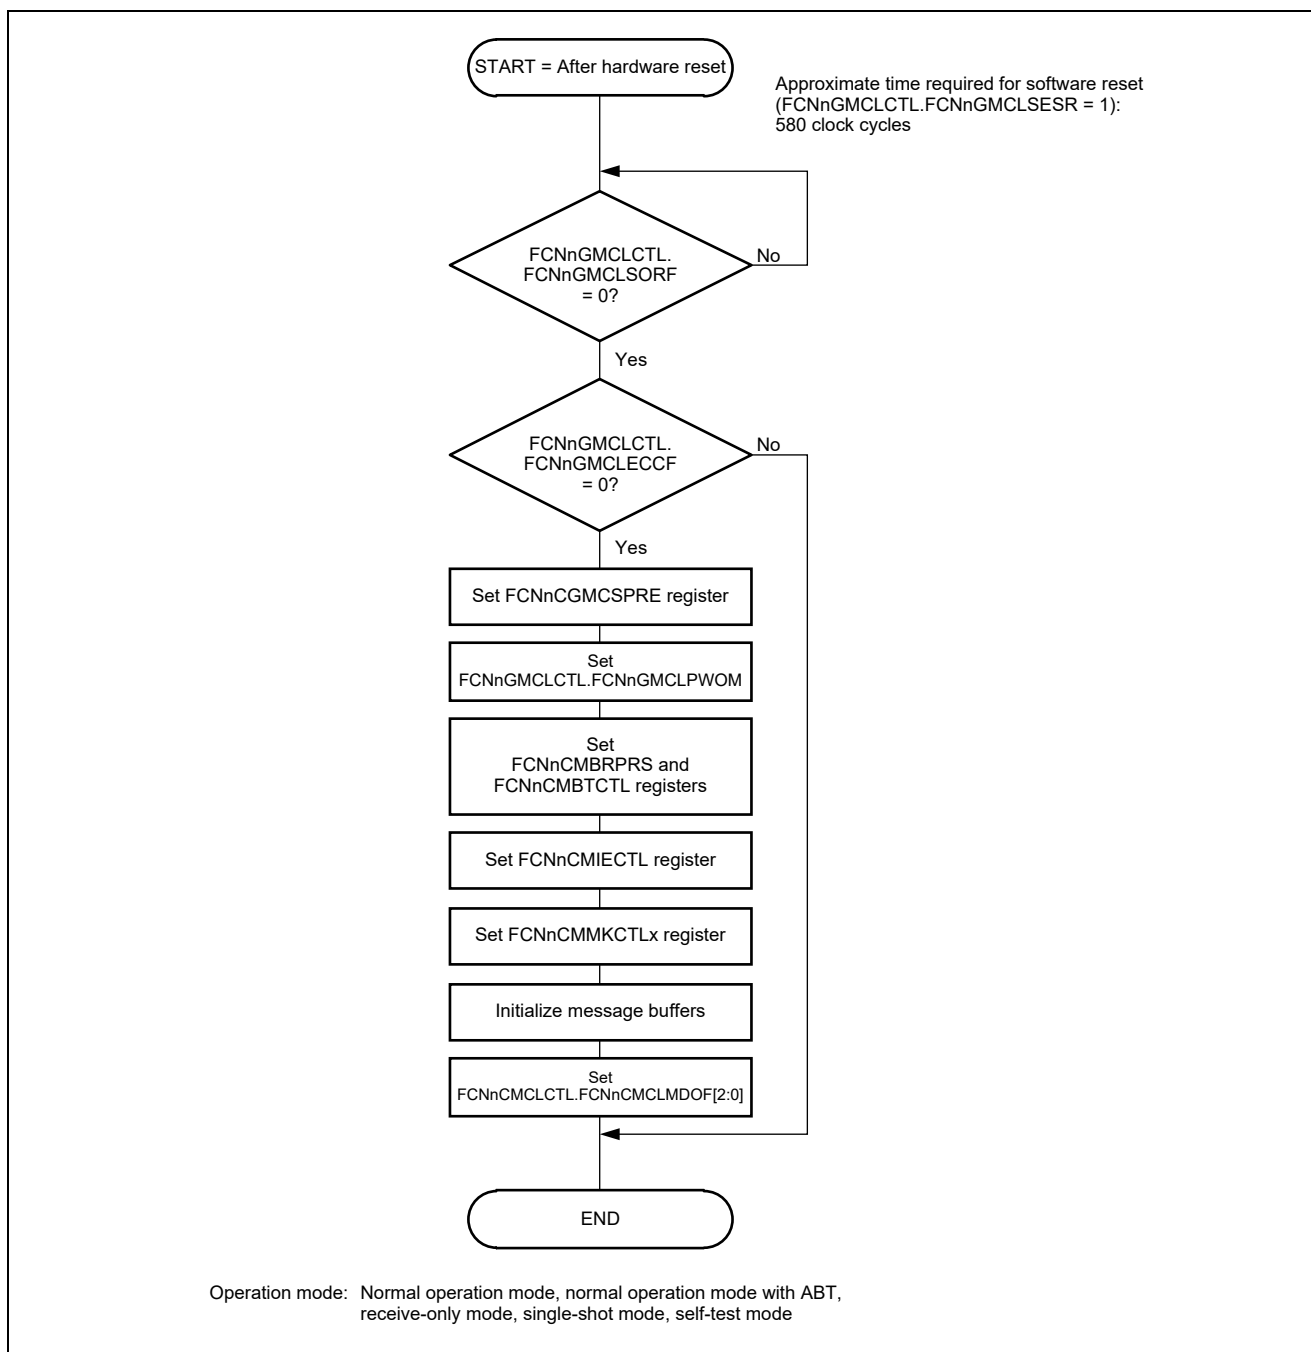 START = After hardware reset
Approximate time required for software reset
(FCNnGMCLCTL.FCNnGMCLSESR = 1):
580 clock cycles
FCNnGMCLCTL.
FCNnGMCLSORF
= 0?
No
Yes
FCNnGMCLCTL.
FCNnGMCLECCF
= 0?
No
Yes
Set FCNnCGMCSPRE register
Set
FCNnGMCLCTL.FCNnGMCLPWOM
Set
FCNnCMBRPRS and
FCNnCMBTCTL registers
Set FCNnCMIECTL register
Set FCNnCMMKCTLx register
Initialize message buffers
Set
FCNnCMCLCTL.FCNnCMCLMDOF[2:0]
END
Operation mode: Normal operation mode, normal operation mode with ABT,
receive-only mode, single-shot mode, self-test mode